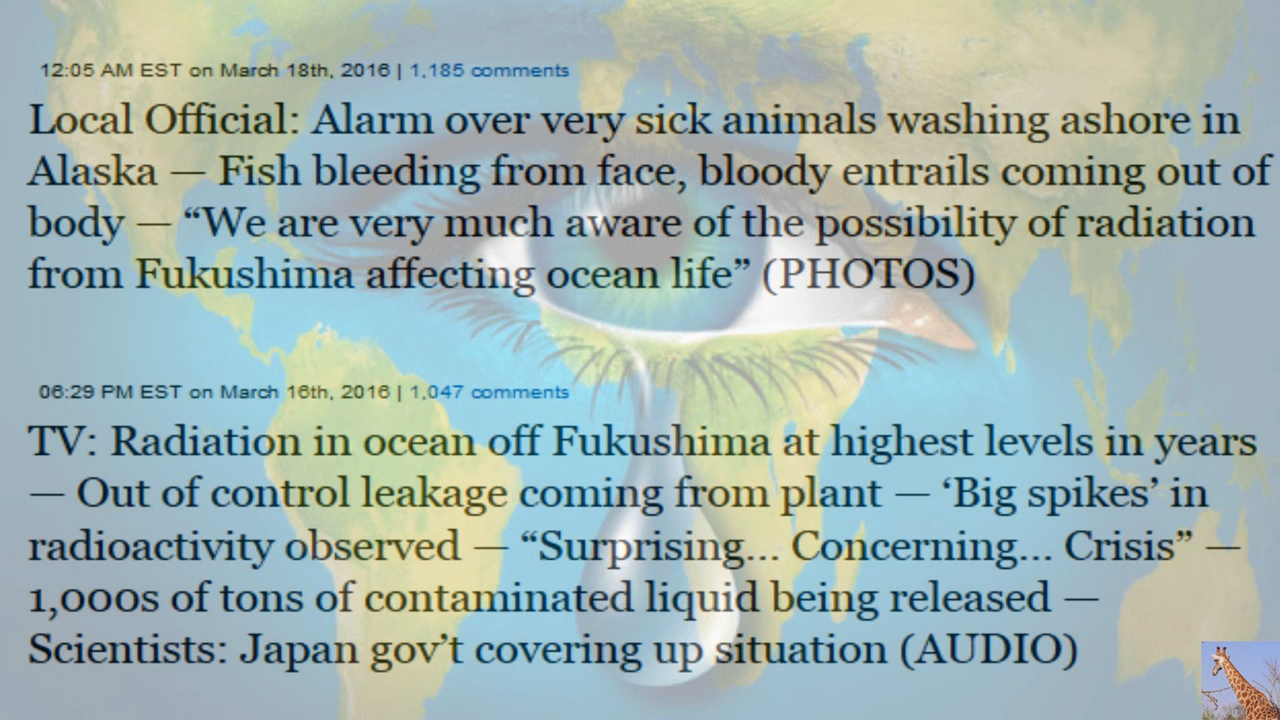 12:05 AM EST on March 18th, 2016 | 1,185 comments
Local Official: Alarm over very sick animals washing ashore in
Alaska — Fish bleeding from face, bloody entrails coming out of
body — “We are very much aware of the possibility of radiation
from Fukushima affecting ocean life” (PHOTOS)
06:29 PM EST on March 16th, 2016 | 1,047 comments
TV: Radiation in ocean off Fukushima at highest levels in years
— Out of control leakage coming from plant — ‘Big spikes’ in
radioactivity observed — “Surprising... Concerning... Crisis” —
1,000s of tons of contaminated liquid being released —
Scientists: Japan gov’t covering up situation (AUDIO)